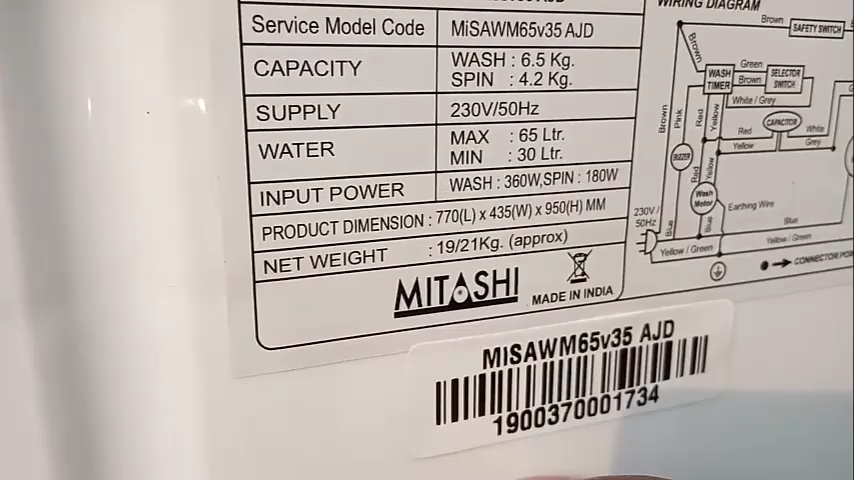 WIRING DIAGRAM
Service Model Code MiSAWM65v35 AJD
CAPACITY WASH : 6.5 Kg.
SPIN : 4.2 Kg.
SUPPLY 230V/50Hz
WATER MAX : 65 Ltr.
MIN : 30 Ltr.
INPUT POWER WASH : 360W,SPIN : 180W
PRODUCT DIMENSION : 770(L) x 435(W) x 950(H) MM
NET WEIGHT : 19/21Kg. (approx)
MITASHI
MADE IN INDIA
Brown
SAFETY SWITCH
Brown
WASH
TIMER
Green
Brown
SELECTOR
SWITCH
White / Grey
Brown
Pink
Red
Yellow
CAPACITOR
Red
White
Yellow
Grey
BUZZER
Red
Yellow
Wash
Motor
Earthing Wire
230V/
50Hz
Blue
Blue
Blue
Yellow / Green
Yellow / Green
MISAWM65v35 AJD
1900370001734